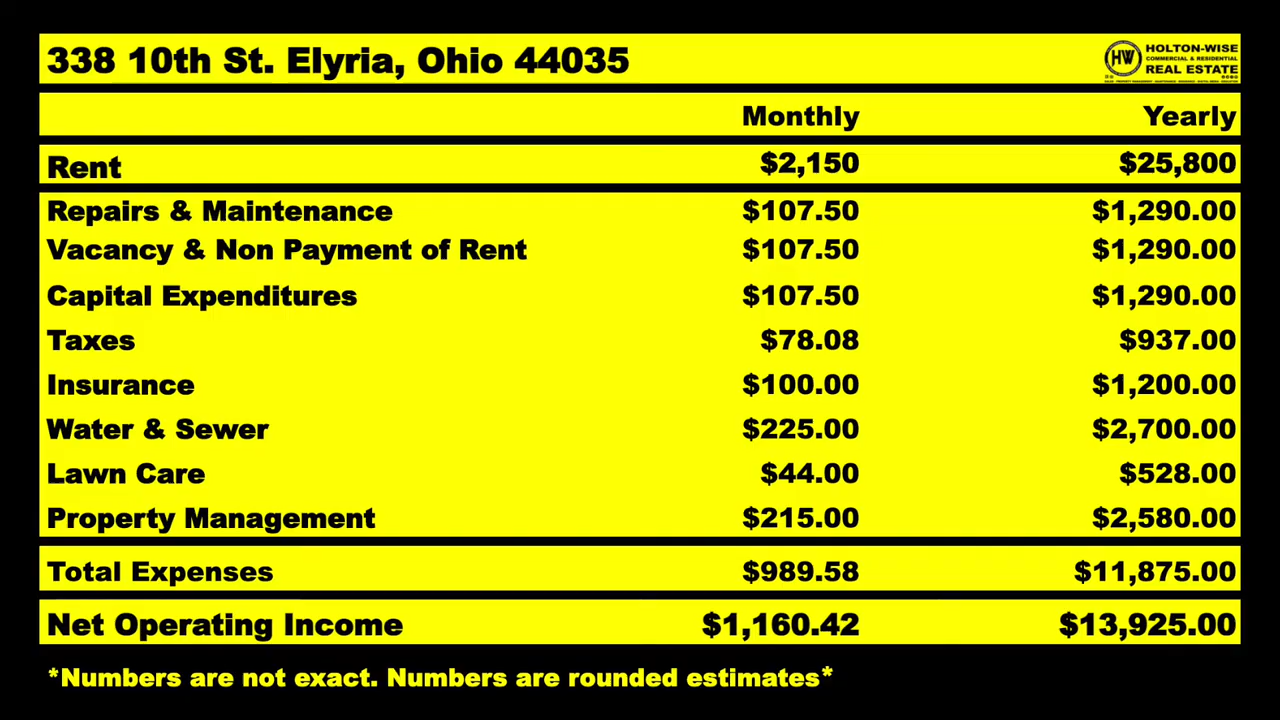 338 10th St. Elyria, Ohio 44035
HOLTON-WISE
COMMERCIAL & RESIDENTIAL
REAL ESTATE
HW
Monthly Yearly
Rent $2,150 $25,800
Repairs & Maintenance $107.50 $1,290.00
Vacancy & Non Payment of Rent $107.50 $1,290.00
Capital Expenditures $107.50 $1,290.00
Taxes $78.08 $937.00
Insurance $100.00 $1,200.00
Water & Sewer $225.00 $2,700.00
Lawn Care $44.00 $528.00
Property Management $215.00 $2,580.00
Total Expenses $989.58 $11,875.00
Net Operating Income $1,160.42 $13,925.00
*Numbers are not exact. Numbers are rounded estimates*